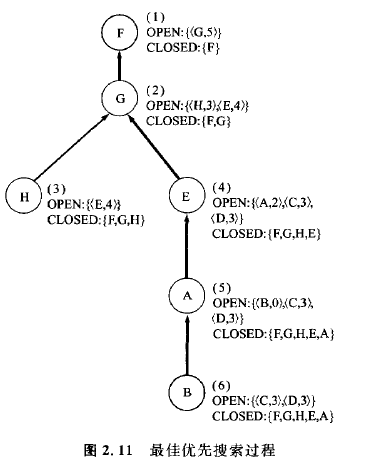 F
(1)
OPEN:{⟨G,5⟩}
CLOSED:{F}
G
(2)
OPEN:{⟨H,3⟩,⟨E,4⟩}
CLOSED:{F,G}
H
(3)
OPEN:{⟨E,4⟩}
CLOSED:{F,G,H}
E
(4)
OPEN:{⟨A,2⟩,⟨C,3⟩,
⟨D,3⟩}
CLOSED:{F,G,H,E}
A
(5)
OPEN:{⟨B,0⟩,⟨C,3⟩,
⟨D,3⟩}
CLOSED:{F,G,H,E,A}
B
(6)
OPEN:{⟨C,3⟩,⟨D,3⟩}
CLOSED:{F,G,H,E,A}
图 2.11 最佳优先搜索过程